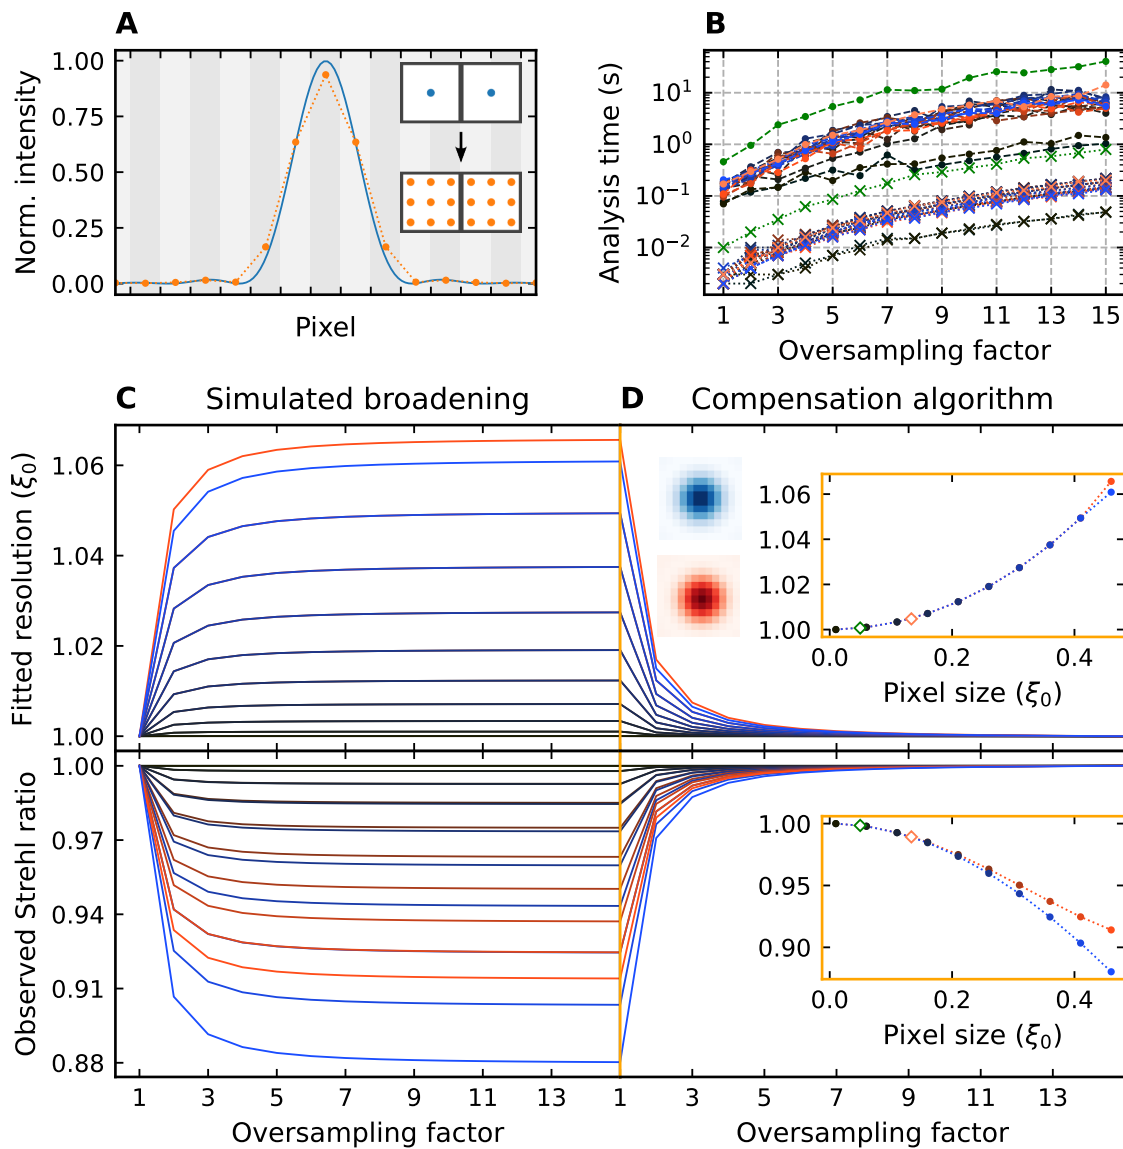 A
1.00
0.75
0.50
0.25
0.00
Norm. intensity
Pixel
B
10¹
10⁰
10⁻¹
10⁻²
Analysis time (s)
1 3 5 7 9 11 13 15
Oversampling factor
C Simulated broadening
D Compensation algorithm
1.06
1.04
1.02
1.00
Fitted resolution (ξ₀)
1.06
1.04
1.02
1.00
0.0 0.2 0.4
Pixel size (ξ₀)
1.00
0.97
0.94
0.91
0.88
Observed Strehl ratio
1.00
0.95
0.90
0.0 0.2 0.4
Pixel size (ξ₀)
1 3 5 7 9 11 13
Oversampling factor
1 3 5 7 9 11 13
Oversampling factor